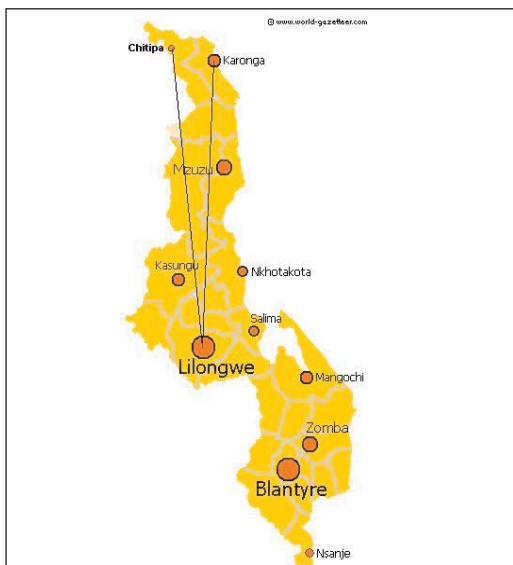 © www.world-gazetteer.com
Chitipa
Karonga
Mzuzu
Nkhotakota
Kasungu
Salima
Lilongwe
Mangochi
Zomba
Blantyre
Nsanje